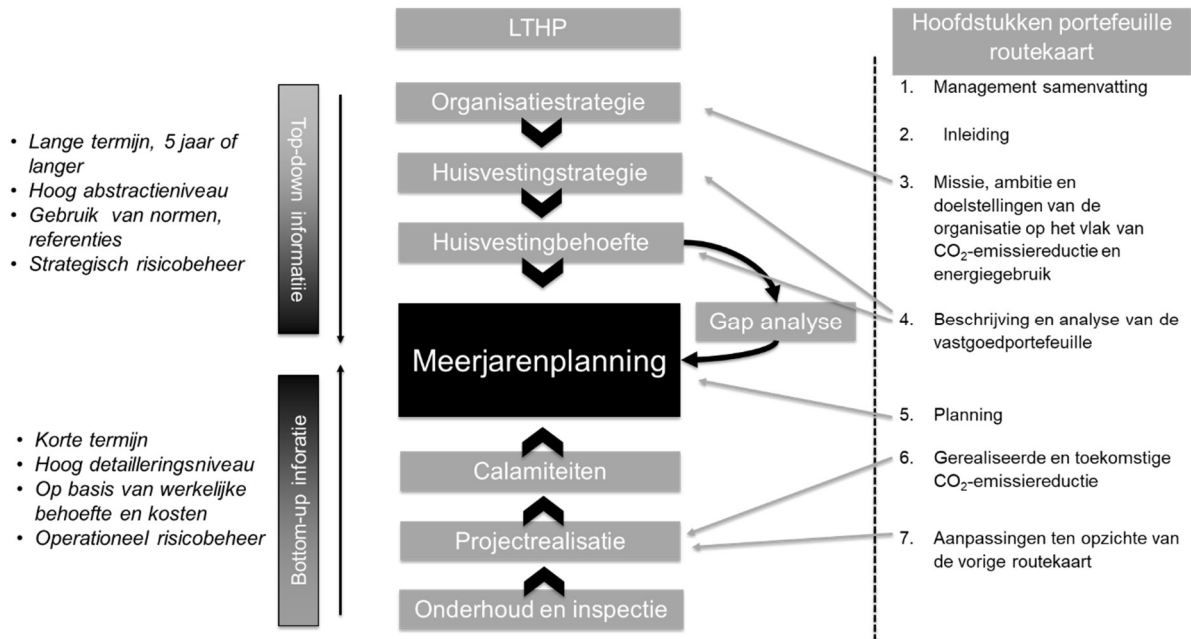 LTHP
Hoofdstukken portefeuille
routekaart
Top-down informatiie
• Lange termijn, 5 jaar of
langer
• Hoog abstractieniveau
• Gebruik van normen,
referenties
• Strategisch risicobeheer
Bottom-up inforatie
• Korte termijn
• Hoog detailleringsniveau
• Op basis van werkelijke
behoefte en kosten
• Operationeel risicobeheer
Organisatiestrategie
Huisvestingstrategie
Huisvestingbehoefte
Gap analyse
Meerjarenplanning
Calamiteiten
Projectrealisatie
Onderhoud en inspectie
1. Management samenvatting
2. Inleiding
3. Missie, ambitie en
doelstellingen van de
organisatie op het vlak van
CO₂-emissiereductie en
energiegebruik
4. Beschrijving en analyse van de
vastgoedportefeuille
5. Planning
6. Gerealiseerde en toekomstige
CO₂-emissiereductie
7. Aanpassingen ten opzichte van
de vorige routekaart